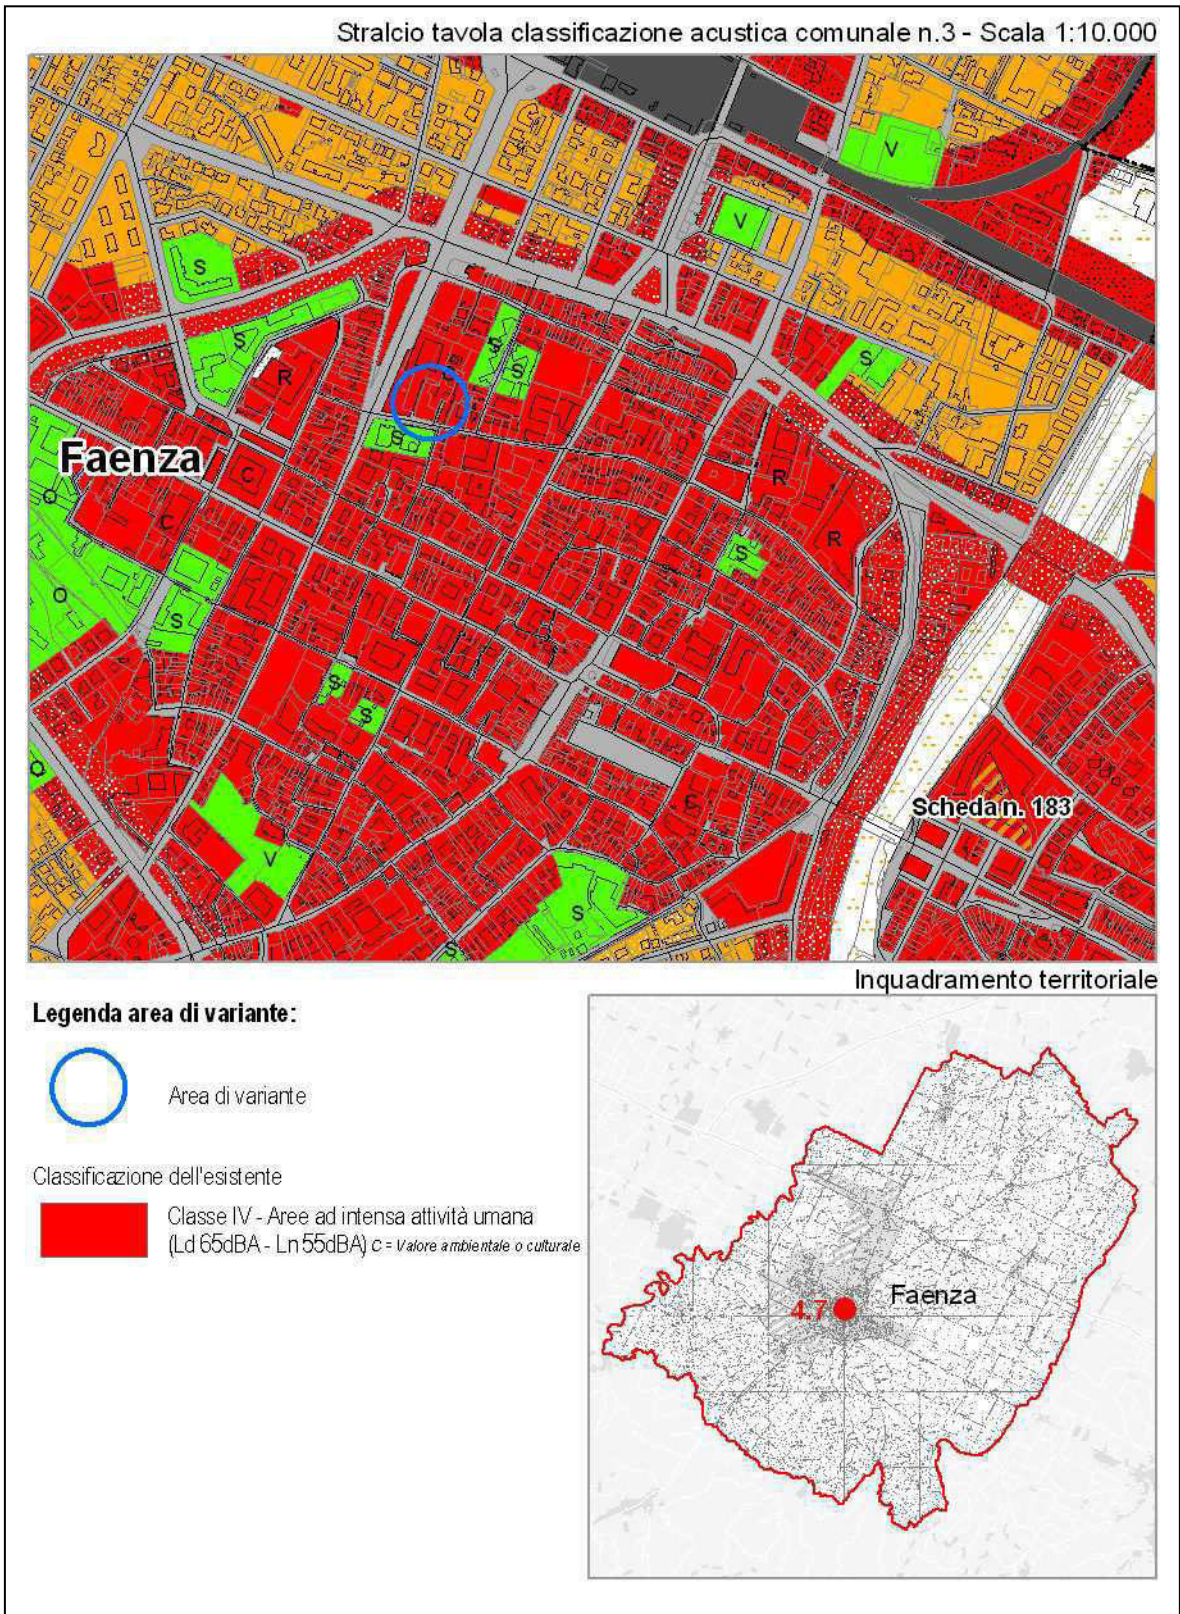 Stralcio tavola classificazione acustica comunale n.3 - Scala 1:10.000
V
V
S
S
S
S
S
R
S
Faenza
C
R
O
C
S
R
O
S
S
S
O
C
Scheda n. 183
V
S
S
Inquadramento territoriale
Legenda area di variante:
Area di variante
Classificazione dell'esistente
Classe IV - Aree ad intensa attività umana
(Ld 65dBA - Ln 55dBA) C = Valore ambientale o culturale
Faenza
4.7